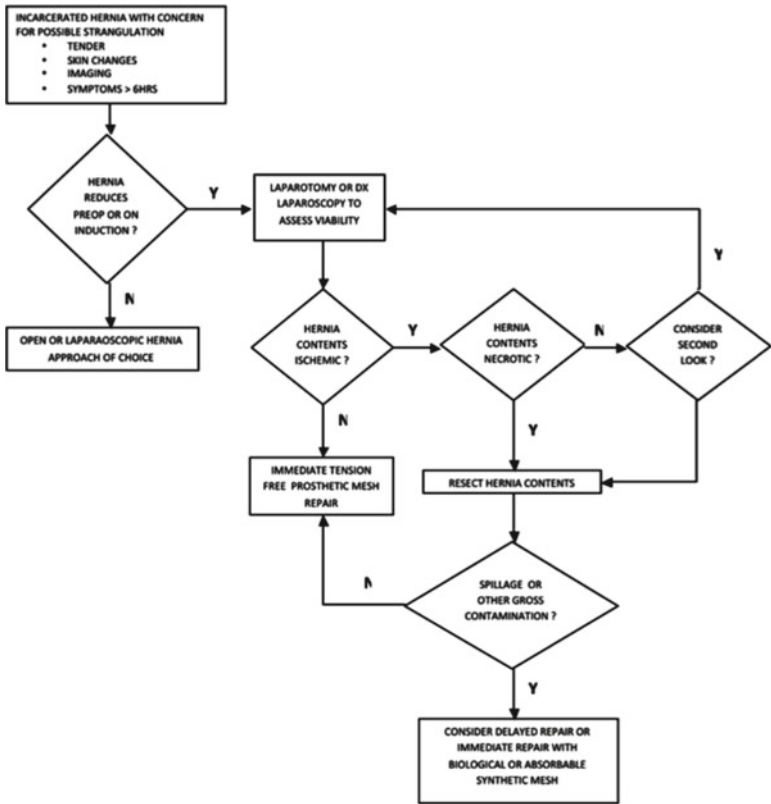 INCARCERATED HERNIA WITH CONCERN
FOR POSSIBLE STRANGULATION
• TENDER
• SKIN CHANGES
• IMAGING
• SYMPTOMS > 6HRS
HERNIA
REDUCES
PREOP OR ON
INDUCTION ?
Y
LAPAROTOMY OR DX
LAPAROSCOPY TO
ASSESS VIABILITY
Y
N
OPEN OR LAPARAOSCOPIC HERNIA
APPROACH OF CHOICE
HERNIA
CONTENTS
ISCHEMIC ?
Y
HERNIA
CONTENTS
NECROTIC ?
N
CONSIDER
SECOND
LOOK ?
N
Y
IMMEDIATE TENSION
FREE PROSTHETIC MESH
REPAIR
RESECT HERNIA CONTENTS
N
SPILLAGE OR
OTHER GROSS
CONTAMINATION ?
Y
CONSIDER DELAYED REPAIR OR
IMMEDIATE REPAIR WITH
BIOLOGICAL OR ABSORBABLE
SYNTHETIC MESH